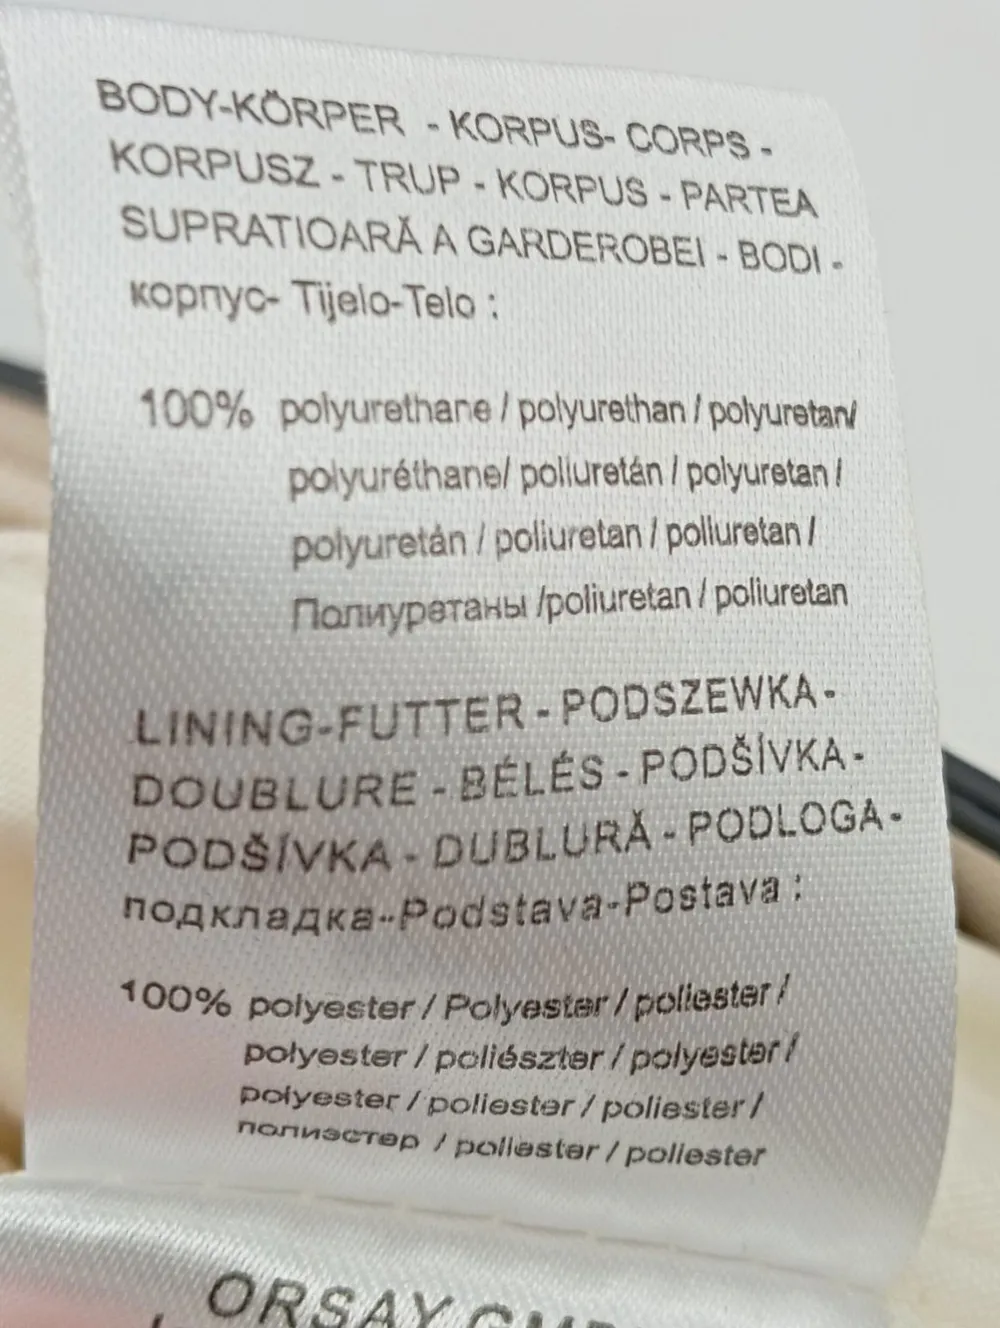 BODY-KÖRPER - KORPUS- CORPS -
KORPUSZ - TRUP - KORPUS - PARTEA
SUPRATIOARĂ A GARDEROBEI - BODI -
корпус- Tijelo-Telo :
100% polyurethane / polyurethan / polyuretan/
polyuréthane/ poliuretán / polyuretan /
polyuretán / poliuretan / poliuretan /
Полиуретаны /poliuretan / poliuretan
LINING-FUTTER - PODSZEWKA-
DOUBLURE - BÉLÉS - PODŠÍVKA-
PODŠÍVKA - DUBLURĂ - PODLOGA-
подкладка-Podstava-Postava :
100% polyester / Polyester / poliester /
polyester / poliészter / polyester /
polyester / poliester / poliester /
полиэстер / poliester / poliester
ORSAY